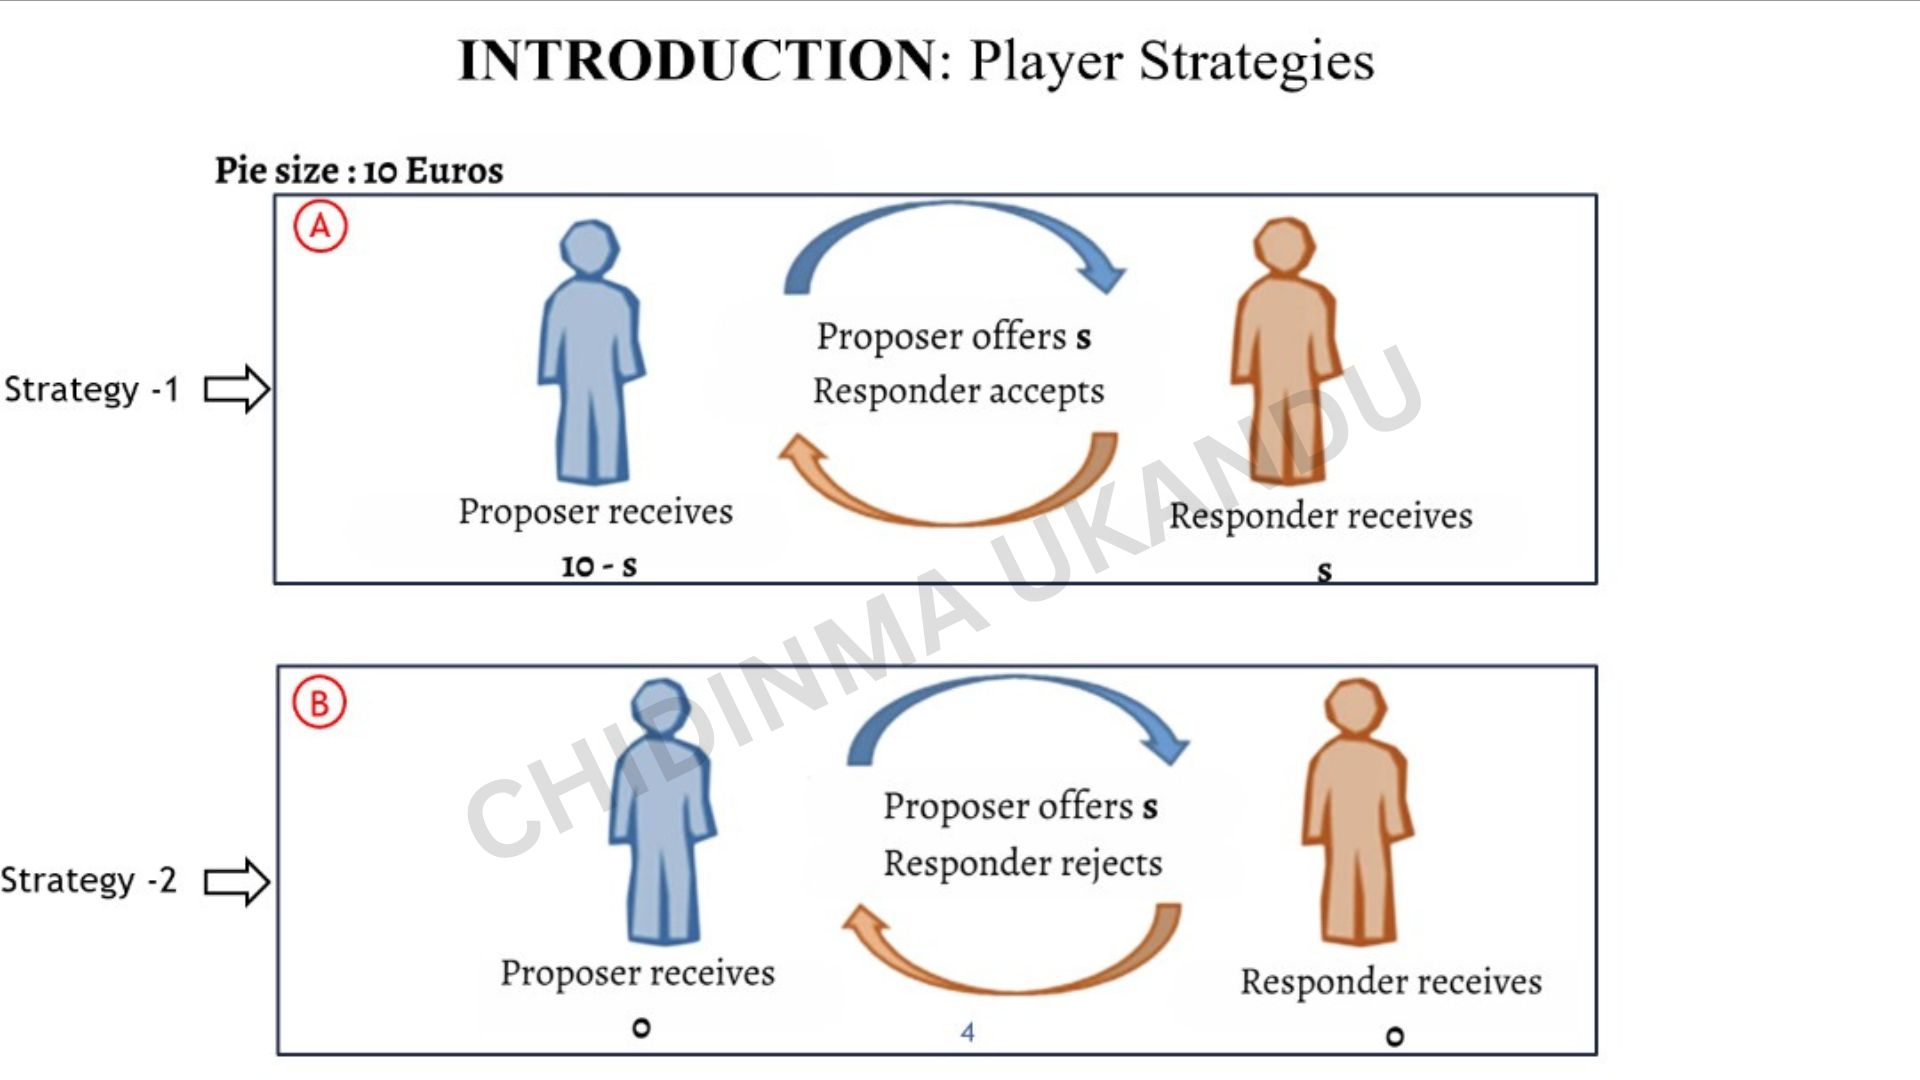 INTRODUCTION: Player Strategies
Pie size : 10 Euros
A
Strategy -1
Proposer offers s
Responder accepts
Proposer receives
10 - s
Responder receives
s
B
Strategy -2
Proposer offers s
Responder rejects
Proposer receives
0
Responder receives
0
4
CHIDINMA UKANDU